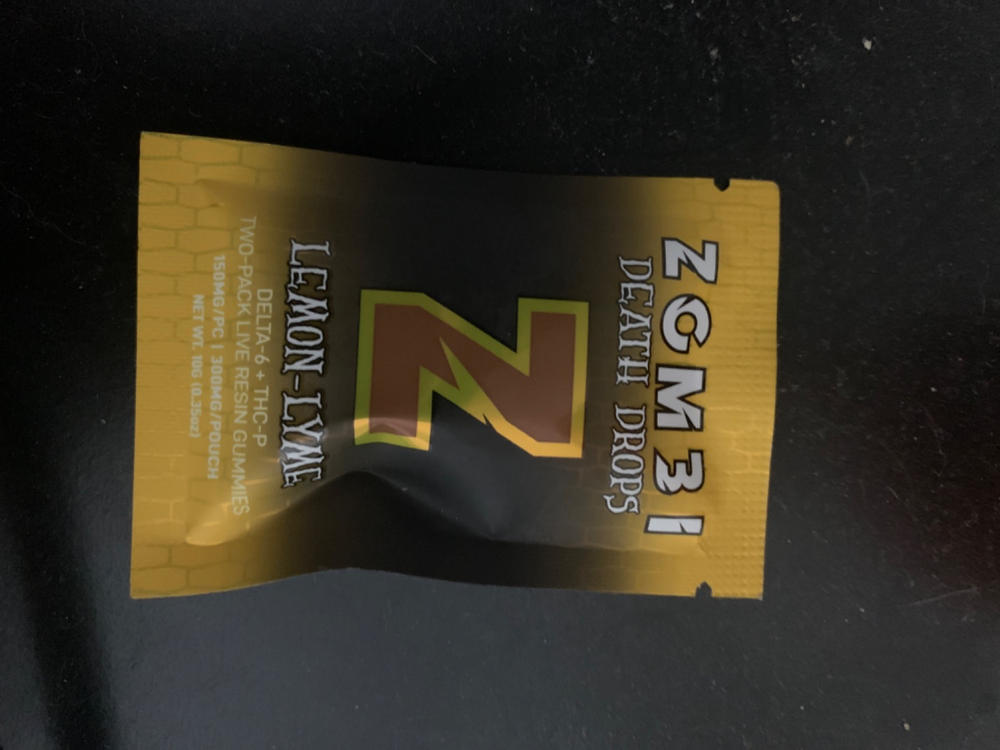 ZOM3I
DEATH DROPS
Z
LEMON-LYME
DELTA-6 + THC-P
TWO-PACK LIVE RESIN GUMMIES
150MG/PC | 300MG/POUCH
NET WT. 10G (0.35oz)